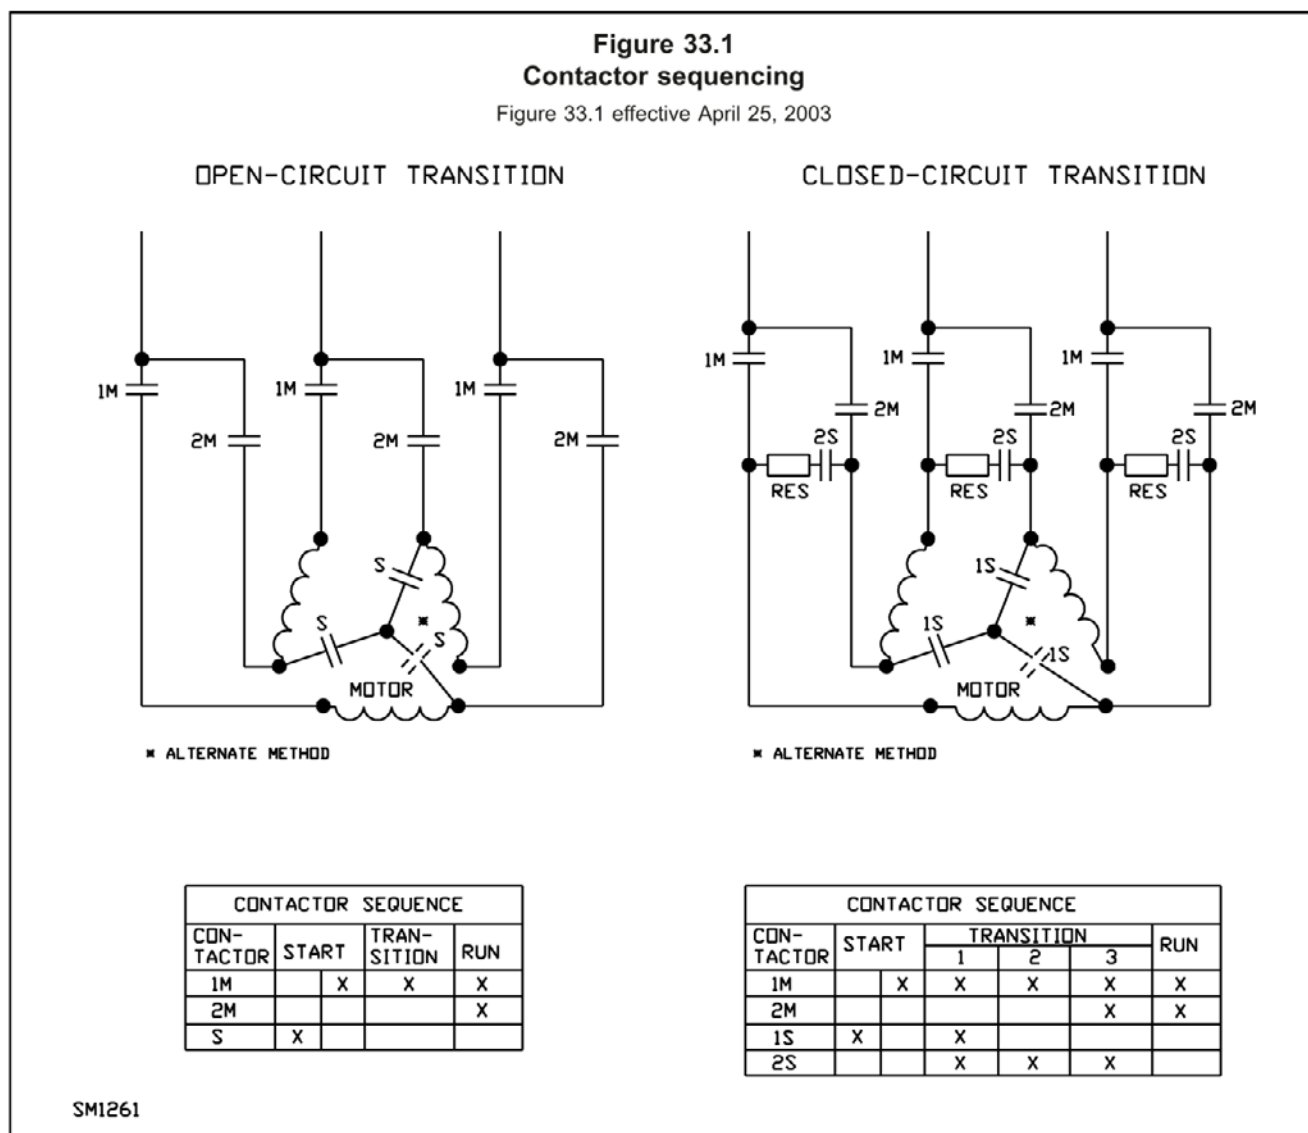 Figure 33.1
Contactor sequencing
Figure 33.1 effective April 25, 2003
OPEN-CIRCUIT TRANSITION
1M
1M
1M
2M
2M
2M
S
S
* S
MOTOR
* ALTERNATE METHOD
CLOSED-CIRCUIT TRANSITION
1M
1M
1M
2M
2M
2M
2S
2S
2S
RES
RES
RES
1S
1S
* 1S
MOTOR
* ALTERNATE METHOD
CONTACTOR SEQUENCE
CON-
TACTOR START TRAN-
SITION RUN
1M X X X
2M X
S X
CONTACTOR SEQUENCE
CON-
TACTOR START TRANSITION RUN
1 2 3
1M X X X X X
2M X X
1S X X
2S X X X
SM1261